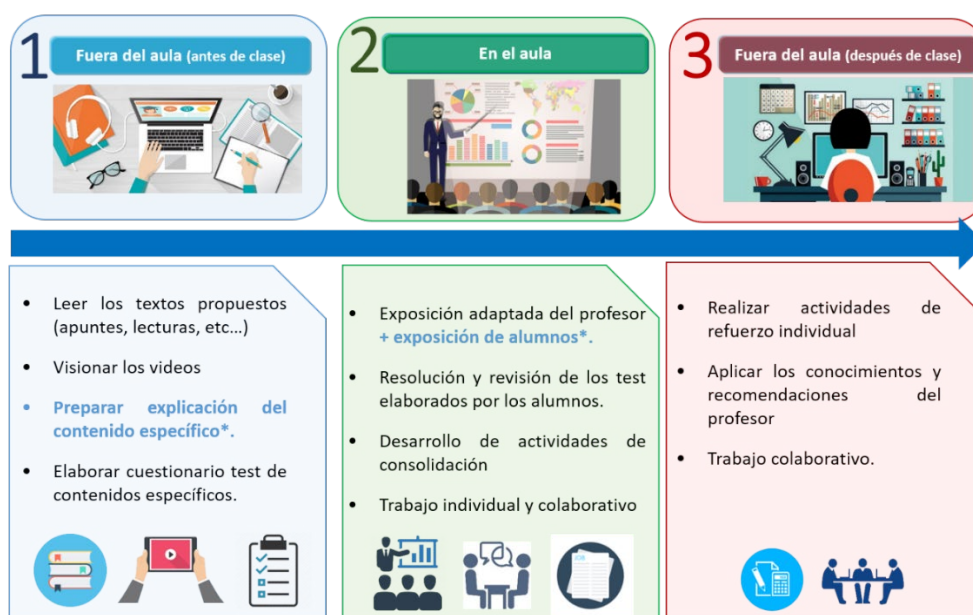 1
Fuera del aula (antes de clase)
2
En el aula
3
Fuera del aula (después de clase)
• Leer los textos propuestos
(apuntes, lecturas, etc...)
• Visionar los videos
• Preparar explicación del
contenido específico*.
• Elaborar cuestionario test de
contenidos específicos.
• Exposición adaptada del profesor
+ exposición de alumnos*.
• Resolución y revisión de los test
elaborados por los alumnos.
• Desarrollo de actividades de
consolidación
• Trabajo individual y colaborativo
• Realizar actividades de
refuerzo individual
• Aplicar los conocimientos y
recomendaciones del
profesor
• Trabajo colaborativo.
JOB